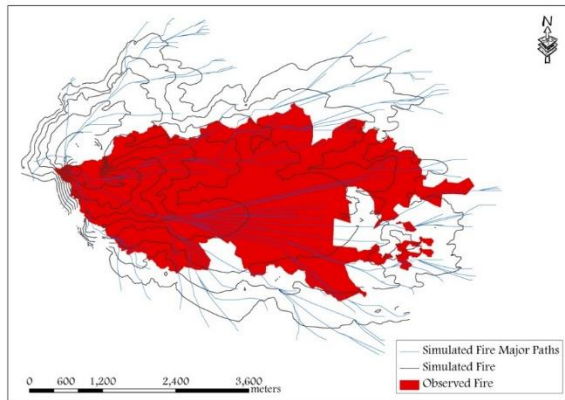 N
Simulated Fire Major Paths
Simulated Fire
Observed Fire
0 600 1,200 2,400 3,600
meters